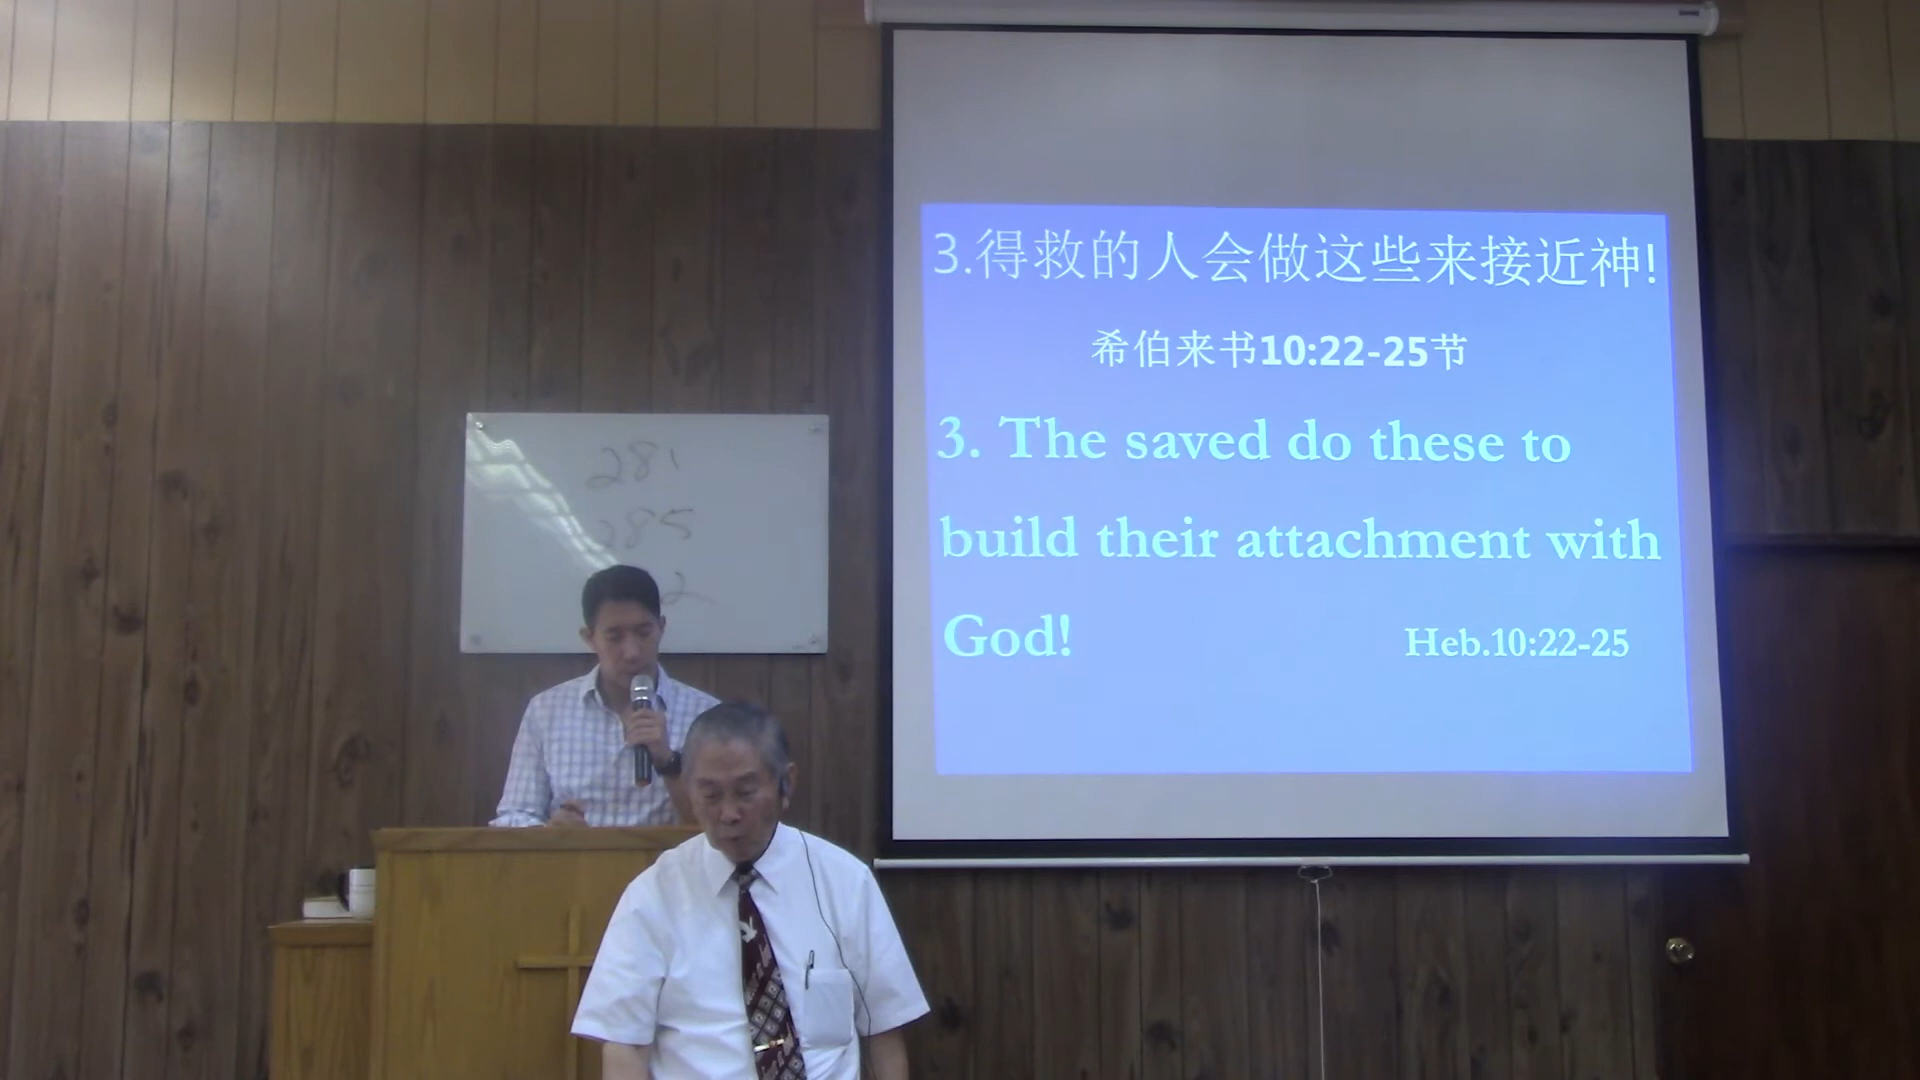 281
285
2
3.得救的人会做这些来接近神!
希伯来书10:22-25节
3. The saved do these to
build their attachment with
God!
Heb.10:22-25